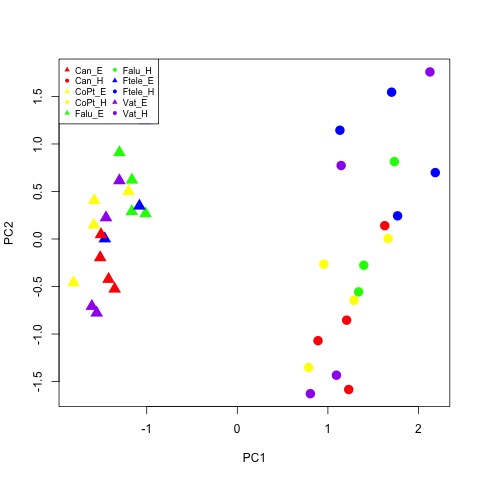 Can_E Falu_H
Can_H Ftele_E
CoPt_E Ftele_H
CoPt_H Vat_E
Falu_E Vat_H
1.5
1.0
0.5
0.0
-0.5
-1.0
-1.5
PC2
-1 0 1 2
PC1